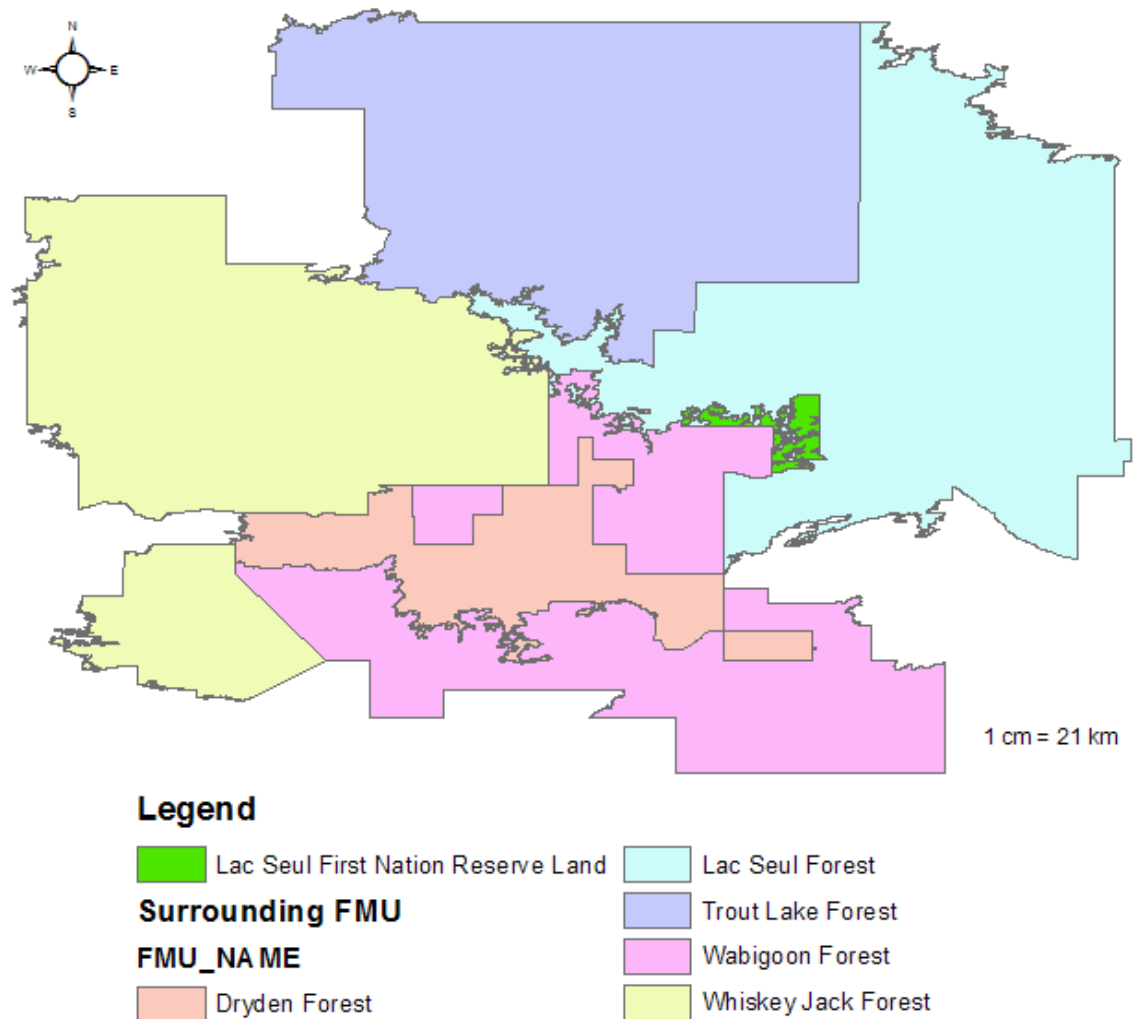 N
W E
S
1 cm = 21 km
Legend
Lac Seul First Nation Reserve Land
Surrounding FMU
FMU_NAME
Dryden Forest
Lac Seul Forest
Trout Lake Forest
Wabigoon Forest
Whiskey Jack Forest